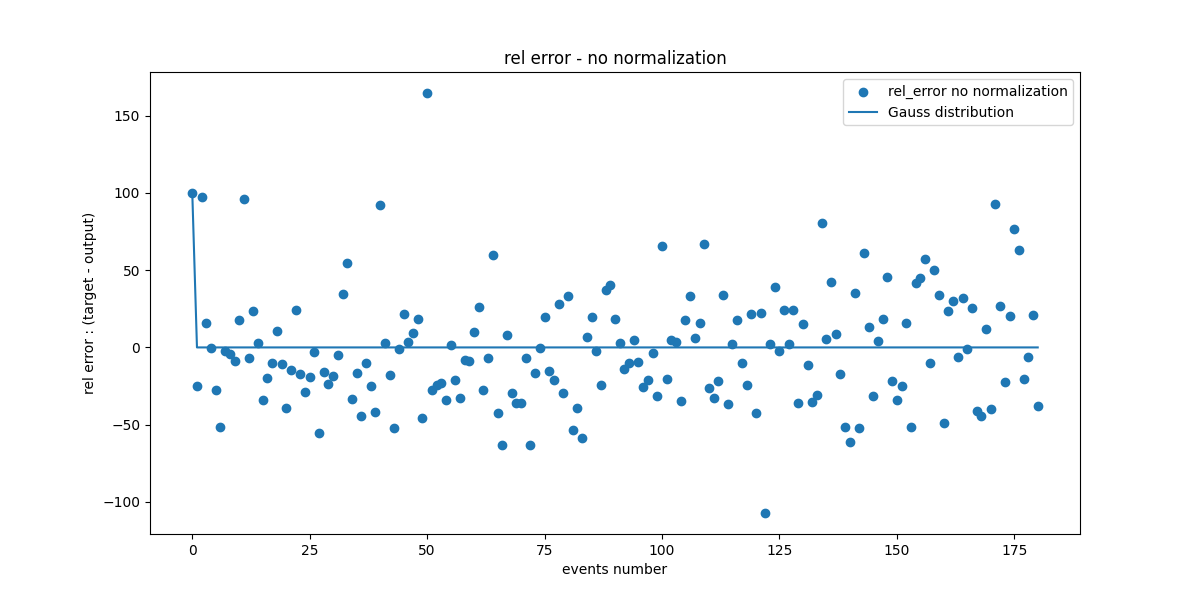 rel error - no normalization
rel_error no normalization
Gauss distribution
150
100
50
0
−50
−100
rel error : (target - output)
0 25 50 75 100 125 150 175
events number